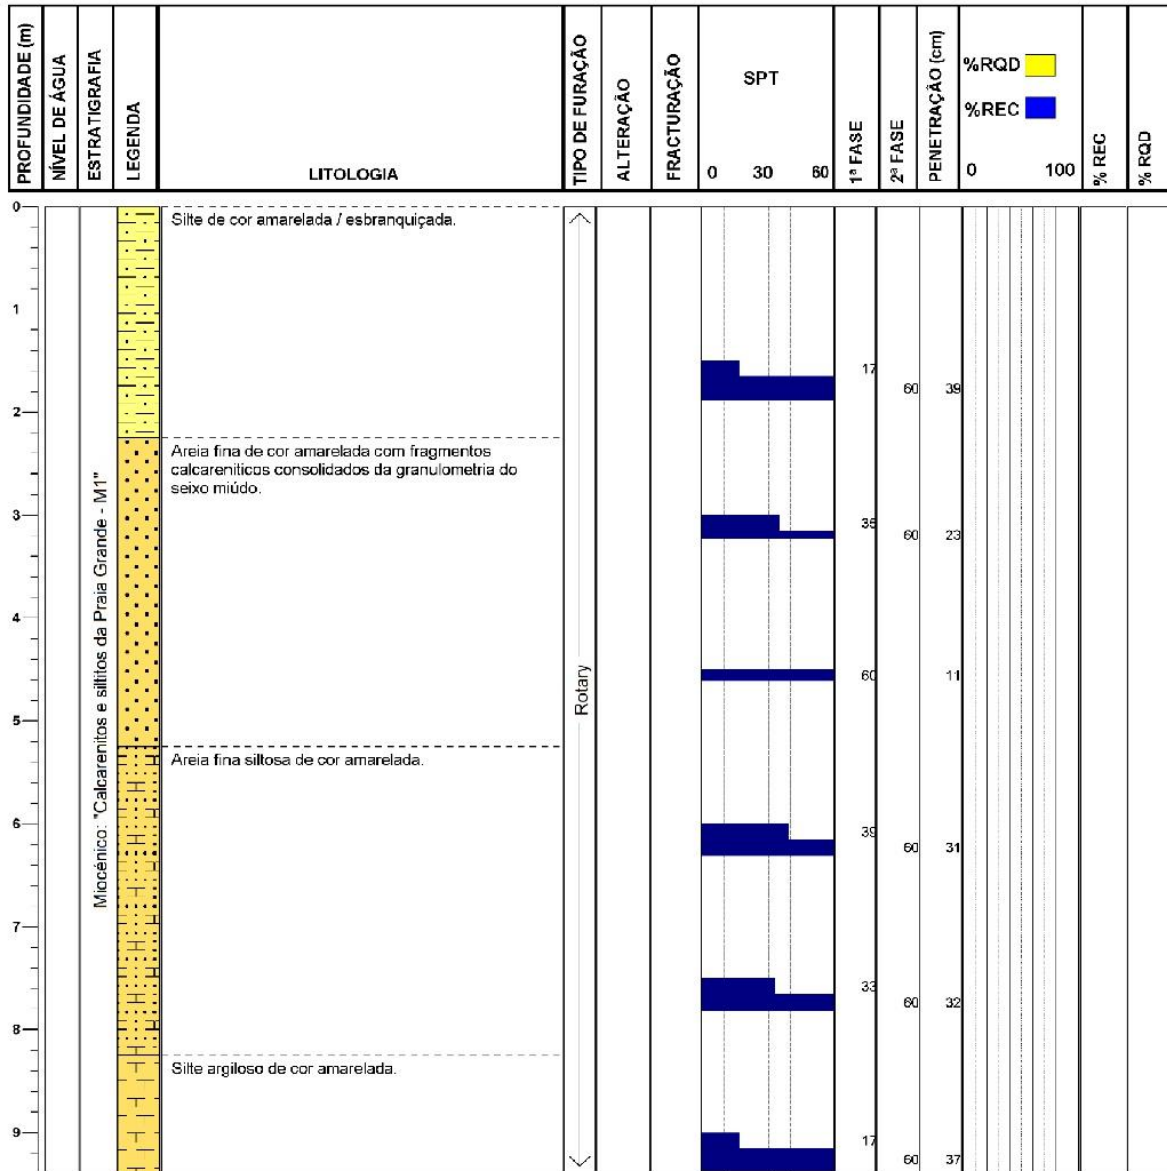 PROFUNDIDADE (m)
NÍVEL DE ÁGUA
ESTRATIGRAFIA
LEGENDA
LITOLOGIA
TIPO DE FURAÇÃO
ALTERAÇÃO
FRACTURAÇÃO
SPT
0 30 60
1ª FASE
2ª FASE
PENETRAÇÃO (cm)
%RQD
%REC
0 100
% REC
% RQD
0
Silte de cor amarelada / esbranquiçada.
1
17
60 39
2
Areia fina de cor amarelada com fragmentos
calcareniticos consolidados da granulometria do
seixo miúdo.
3
60 23
4
Miocénico: "Calcarenitos e siltitos da Praia Grande - M1"
Rotary
60 11
5
Areia fina siltosa de cor amarelada.
6
39
60 31
7
33
60 32
8
Silte argiloso de cor amarelada.
9
17
60 37